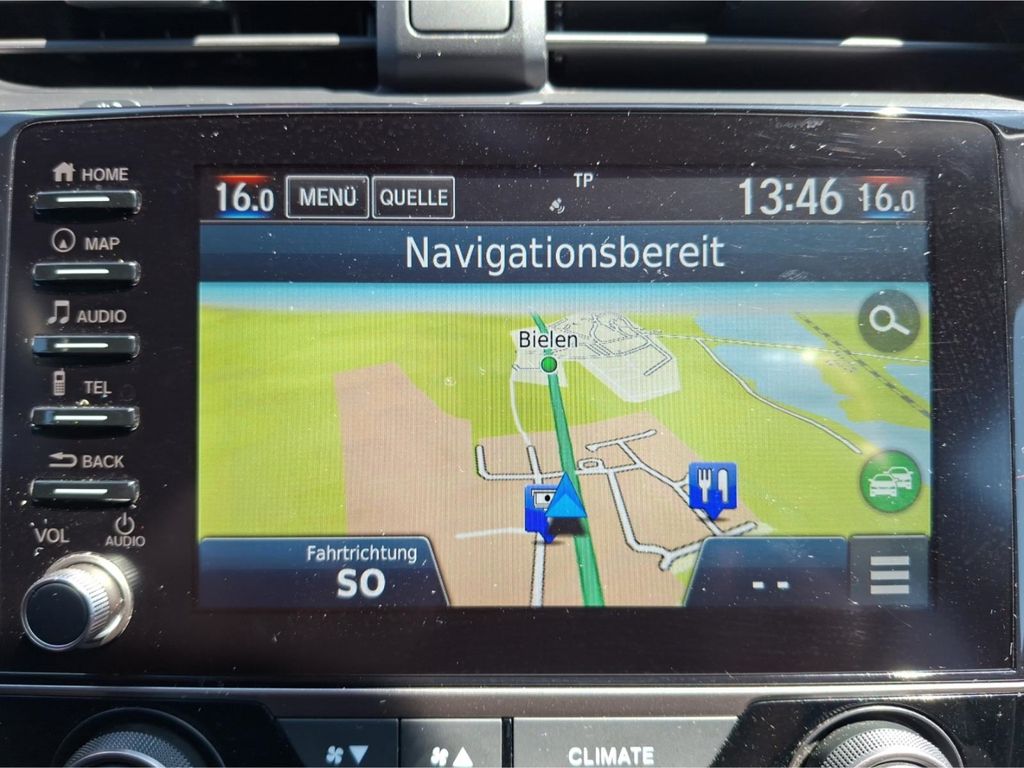 HOME
MAP
AUDIO
TEL
BACK
VOL
AUDIO
16.0 MENÜ QUELLE TP 13:46 16.0
Navigationsbereit
Bielen
Fahrtrichtung
SO
--
CLIMATE